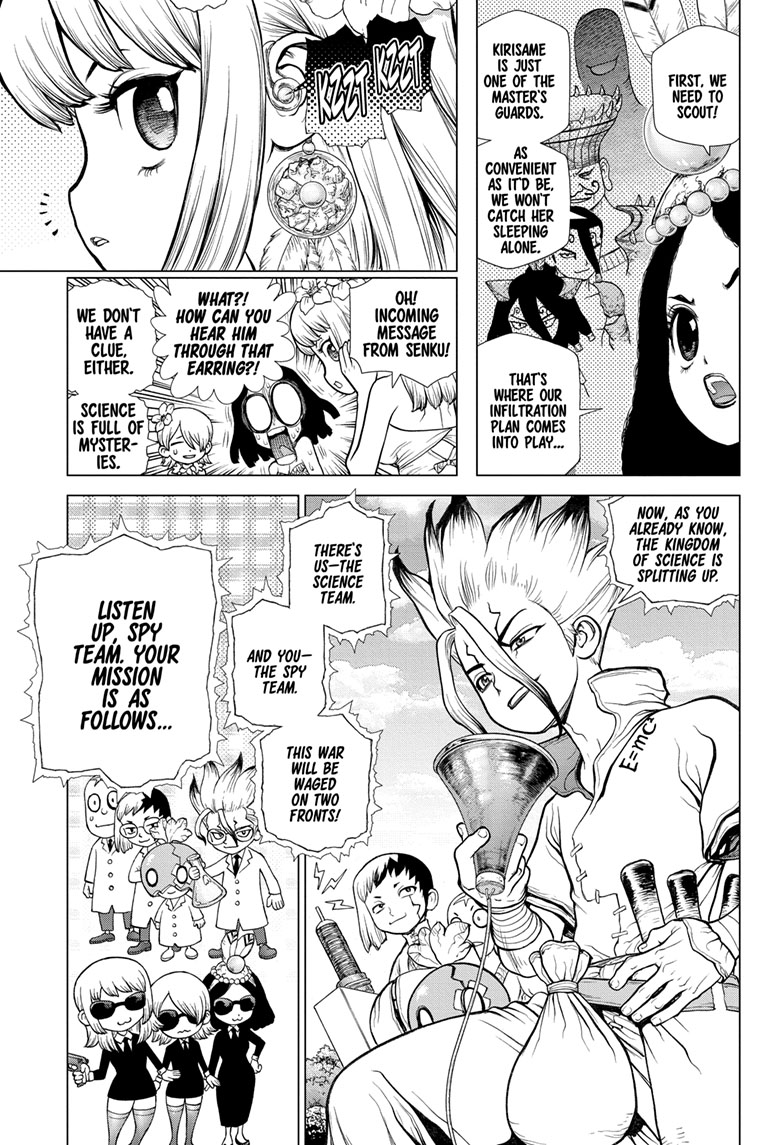 FIRST, WE
NEED TO
SCOUT!
KIRISAME
IS JUST
ONE OF THE
MASTER'S
GUARDS.
AS
CONVENIENT
AS IT'D BE,
WE WON'T
CATCH HER
SLEEPING
ALONE.
THAT'S
WHERE OUR
INFILTRATION
PLAN COMES
INTO PLAY...
KZZT
KZZT
OH!
INCOMING
MESSAGE
FROM SENKU!
WHAT?!
HOW CAN YOU
HEAR HIM
THROUGH THAT
EARRING?!
WE DON'T
HAVE A
CLUE,
EITHER.
SCIENCE
IS FULL OF
MYSTER-
IES.
NOW, AS YOU
ALREADY KNOW,
THE KINGDOM
OF SCIENCE IS
SPLITTING UP.
THERE'S
US—THE
SCIENCE
TEAM.
AND YOU—
THE SPY
TEAM.
THIS WAR
WILL BE
WAGED
ON TWO
FRONTS!
E=mc²
LISTEN
UP, SPY
TEAM. YOUR
MISSION
IS AS
FOLLOWS...